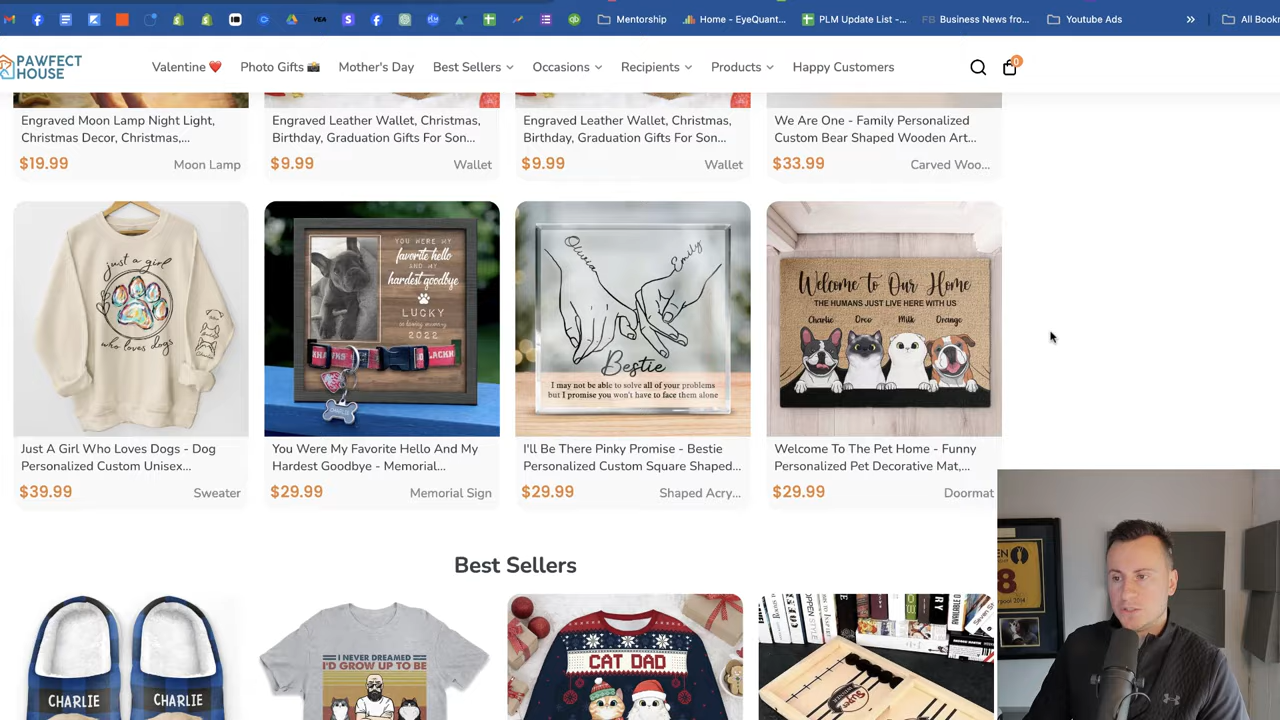 Mentorship
Home - EyeQuant...
PLM Update List -...
FB Business News fro...
Youtube Ads
»
All Bookm
PAWFECT
HOUSE
Valentine ❤️ Photo Gifts 📸 Mother's Day Best Sellers Occasions Recipients Products Happy Customers
0
Engraved Moon Lamp Night Light,
Christmas Decor, Christmas,...
$19.99 Moon Lamp
Engraved Leather Wallet, Christmas,
Birthday, Graduation Gifts For Son...
$9.99 Wallet
Engraved Leather Wallet, Christmas,
Birthday, Graduation Gifts For Son...
$9.99 Wallet
We Are One - Family Personalized
Custom Bear Shaped Wooden Art...
$33.99 Carved Woo...
just a girl
who loves dogs
YOU WERE MY
favorite hello
AND MY
hardest goodbye
LUCKY
in loving memory
2022
CHARLIE
Olivia
Emily
Bestie
I may not be able to solve all of your problems
but I promise you won't have to face them alone
Welcome to Our Home
THE HUMANS JUST LIVE HERE WITH US
Charlie Oreo Milk Orange
Just A Girl Who Loves Dogs - Dog
Personalized Custom Unisex...
$39.99 Sweater
You Were My Favorite Hello And My
Hardest Goodbye - Memorial...
$29.99 Memorial Sign
I'll Be There Pinky Promise - Bestie
Personalized Custom Square Shaped...
$29.99 Shaped Acry...
Welcome To The Pet Home - Funny
Personalized Pet Decorative Mat,...
$29.99 Doormat
Best Sellers
CHARLIE CHARLIE
I NEVER DREAMED
I'D GROW UP TO BE
CAT DAD